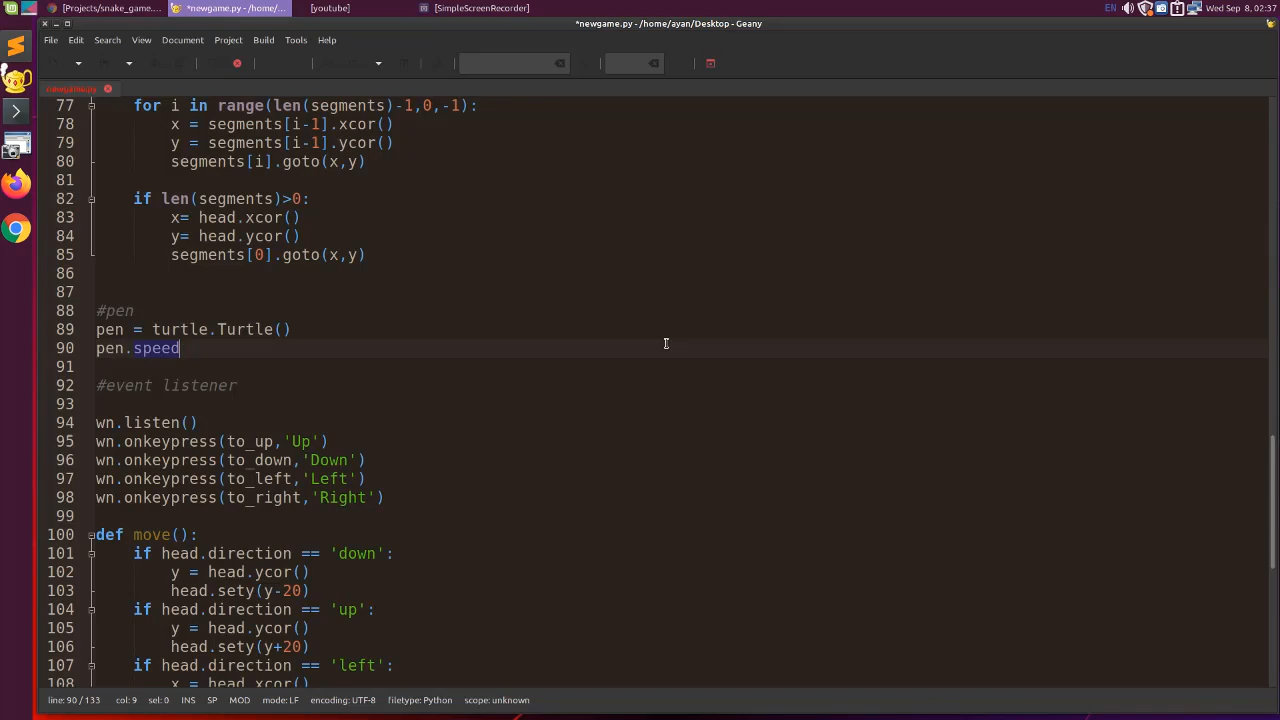 [Projects/snake_game....
*newgame.py - /home/...
[youtube]
[SimpleScreenRecorder]
EN
Wed Sep 8, 02:37
*newgame.py - /home/ayan/Desktop - Geany
File Edit Search View Document Project Build Tools Help
newgame.py
77 for i in range(len(segments)-1,0,-1):
78 x = segments[i-1].xcor()
79 y = segments[i-1].ycor()
80 segments[i].goto(x,y)
81
82 if len(segments)>0:
83 x= head.xcor()
84 y= head.ycor()
85 segments[0].goto(x,y)
86
87
88 #pen
89 pen = turtle.Turtle()
90 pen.speed
91
92 #event listener
93
94 wn.listen()
95 wn.onkeypress(to_up,'Up')
96 wn.onkeypress(to_down,'Down')
97 wn.onkeypress(to_left,'Left')
98 wn.onkeypress(to_right,'Right')
99
100 def move():
101 if head.direction == 'down':
102 y = head.ycor()
103 head.sety(y-20)
104 if head.direction == 'up':
105 y = head.ycor()
106 head.sety(y+20)
107 if head.direction == 'left':
108 x = head.xcor()
line: 90 / 133 col: 9 sel: 0 INS SP MOD mode: LF encoding: UTF-8 filetype: Python scope: unknown